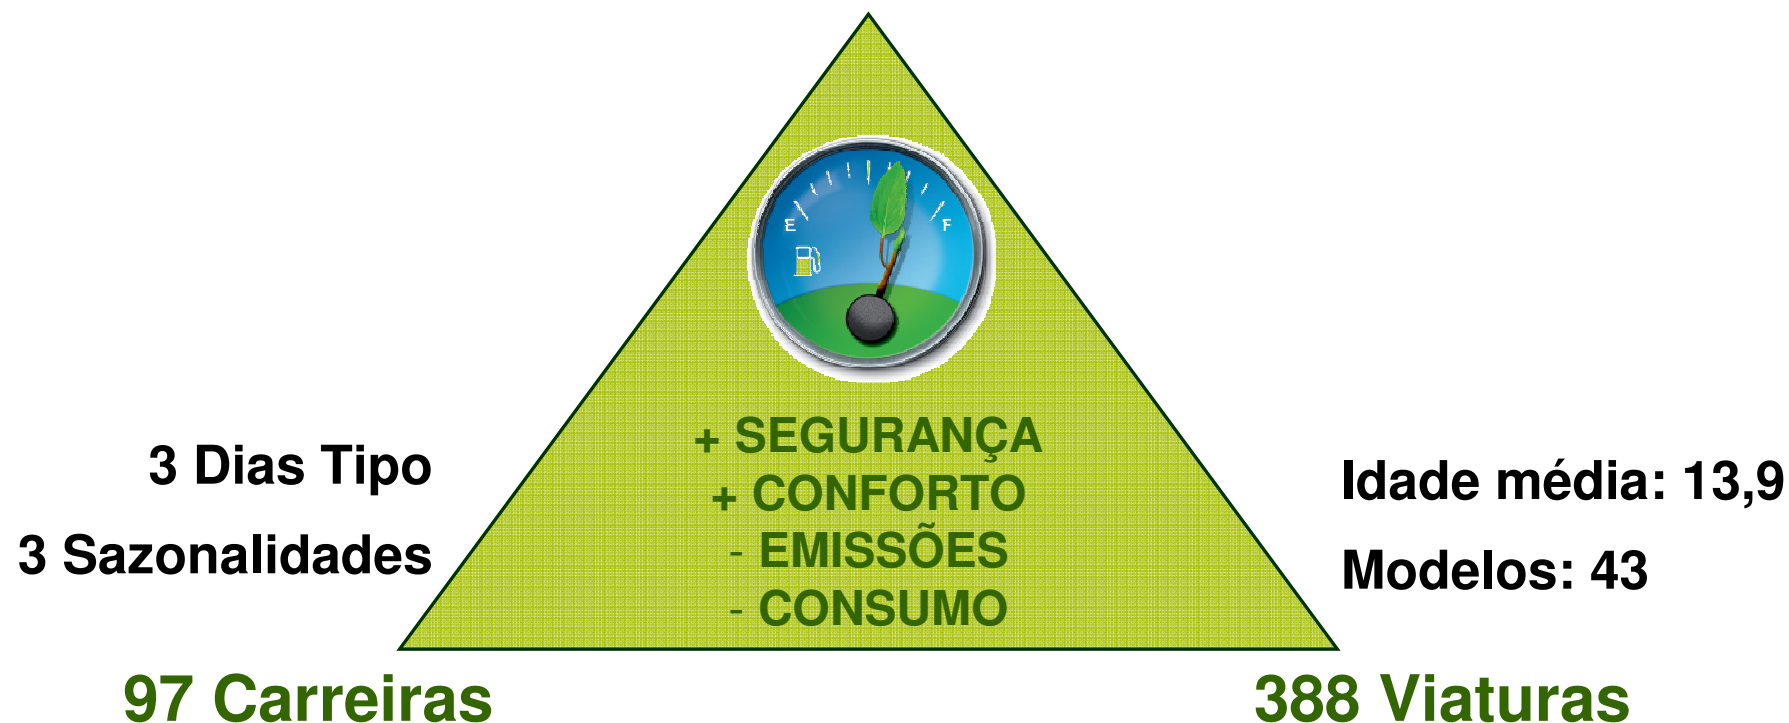 E
F
+ SEGURANÇA
+ CONFORTO
- EMISSÕES
- CONSUMO
3 Dias Tipo
3 Sazonalidades
97 Carreiras
Idade média: 13,9
Modelos: 43
388 Viaturas